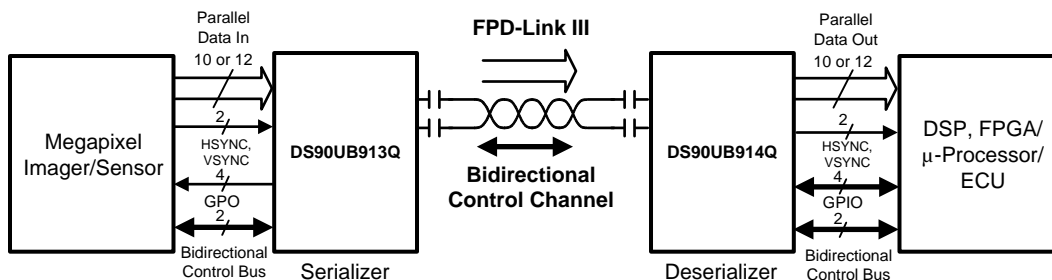 Parallel
Data In
10 or 12
2
HSYNC,
VSYNC
4
GPO
2
Bidirectional
Control Bus
Megapixel
Imager/Sensor
DS90UB913Q
Serializer
FPD-Link III
Bidirectional
Control Channel
DS90UB914Q
Deserializer
Parallel
Data Out
10 or 12
2
HSYNC,
VSYNC
4
GPIO
2
Bidirectional
Control Bus
DSP, FPGA/
μ-Processor/
ECU